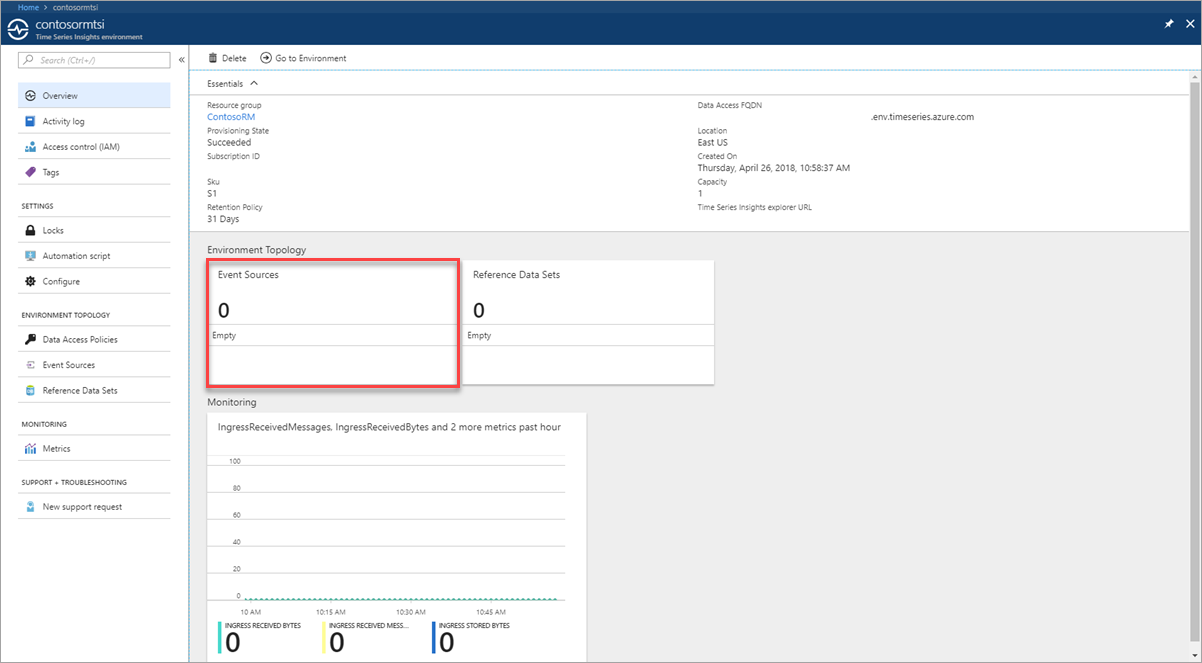 Home > contosormtsi
contosormtsi
Time Series Insights environment
Search (Ctrl+/)
«
Overview
Activity log
Access control (IAM)
Tags
SETTINGS
Locks
Automation script
Configure
ENVIRONMENT TOPOLOGY
Data Access Policies
Event Sources
Reference Data Sets
MONITORING
Metrics
SUPPORT + TROUBLESHOOTING
New support request
Delete Go to Environment
Essentials
Resource group
ContosoRM
Provisioning State
Succeeded
Subscription ID
Sku
S1
Retention Policy
31 Days
Data Access FQDN
.env.timeseries.azure.com
Location
East US
Created On
Thursday, April 26, 2018, 10:58:37 AM
Capacity
1
Time Series Insights explorer URL
Environment Topology
Event Sources
0
Empty
Reference Data Sets
0
Empty
Monitoring
IngressReceivedMessages, IngressReceivedBytes and 2 more metrics past hour
100
80
60
40
20
0
10 AM 10:15 AM 10:30 AM 10:45 AM
INGRESS RECEIVED BYTES
0
INGRESS RECEIVED MESS...
0
INGRESS STORED BYTES
0